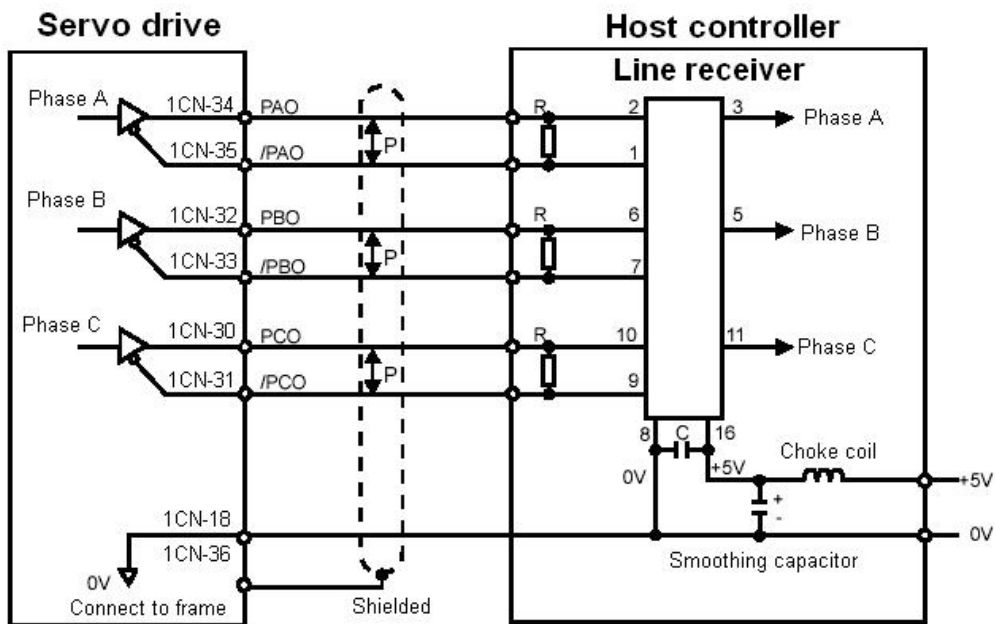 Servo drive
Host controller
Line receiver
Phase A
1CN-34
PAO
R
2
3
Phase A
1CN-35
/PAO
P
1
Phase B
1CN-32
PBO
R
6
5
Phase B
1CN-33
/PBO
P
7
Phase C
1CN-30
PCO
R
10
11
Phase C
1CN-31
/PCO
P
9
8
C
16
Choke coil
0V
+5V
+5V
+
-
1CN-18
0V
1CN-36
Smoothing capacitor
0V
Connect to frame
Shielded